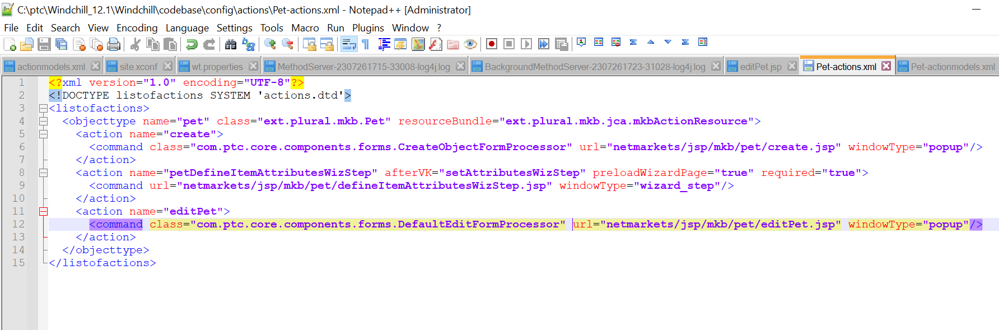 C:\ptc\Windchill_12.1\Windchill\codebase\config\actions\Pet-actions.xml - Notepad++ [Administrator]
File Edit Search View Encoding Language Settings Tools Macro Run Plugins Window ?
actionmodels.xml site.xconf wt.properties MethodServer-2307261715-33008-log4j.log BackgroundMethodServer-2307261723-31028-log4j.log editPet.jsp Pet-actions.xml Pet-actionmodels.xml
1 <?xml version="1.0" encoding="UTF-8"?>
2 <!DOCTYPE listofactions SYSTEM 'actions.dtd'>
3 <listofactions>
4 <objecttype name="pet" class="ext.plural.mkb.Pet" resourceBundle="ext.plural.mkb.jca.mkbActionResource">
5 <action name="create">
6 <command class="com.ptc.core.components.forms.CreateObjectFormProcessor" url="netmarkets/jsp/mkb/pet/create.jsp" windowType="popup"/>
7 </action>
8 <action name="petDefineItemAttributesWizStep" afterVK="setAttributesWizStep" preloadWizardPage="true" required="true">
9 <command url="netmarkets/jsp/mkb/pet/defineItemAttributesWizStep.jsp" windowType="wizard_step"/>
10 </action>
11 <action name="editPet">
12 <command class="com.ptc.core.components.forms.DefaultEditFormProcessor" url="netmarkets/jsp/mkb/pet/editPet.jsp" windowType="popup"/>
13 </action>
14 </objecttype>
15 </listofactions>